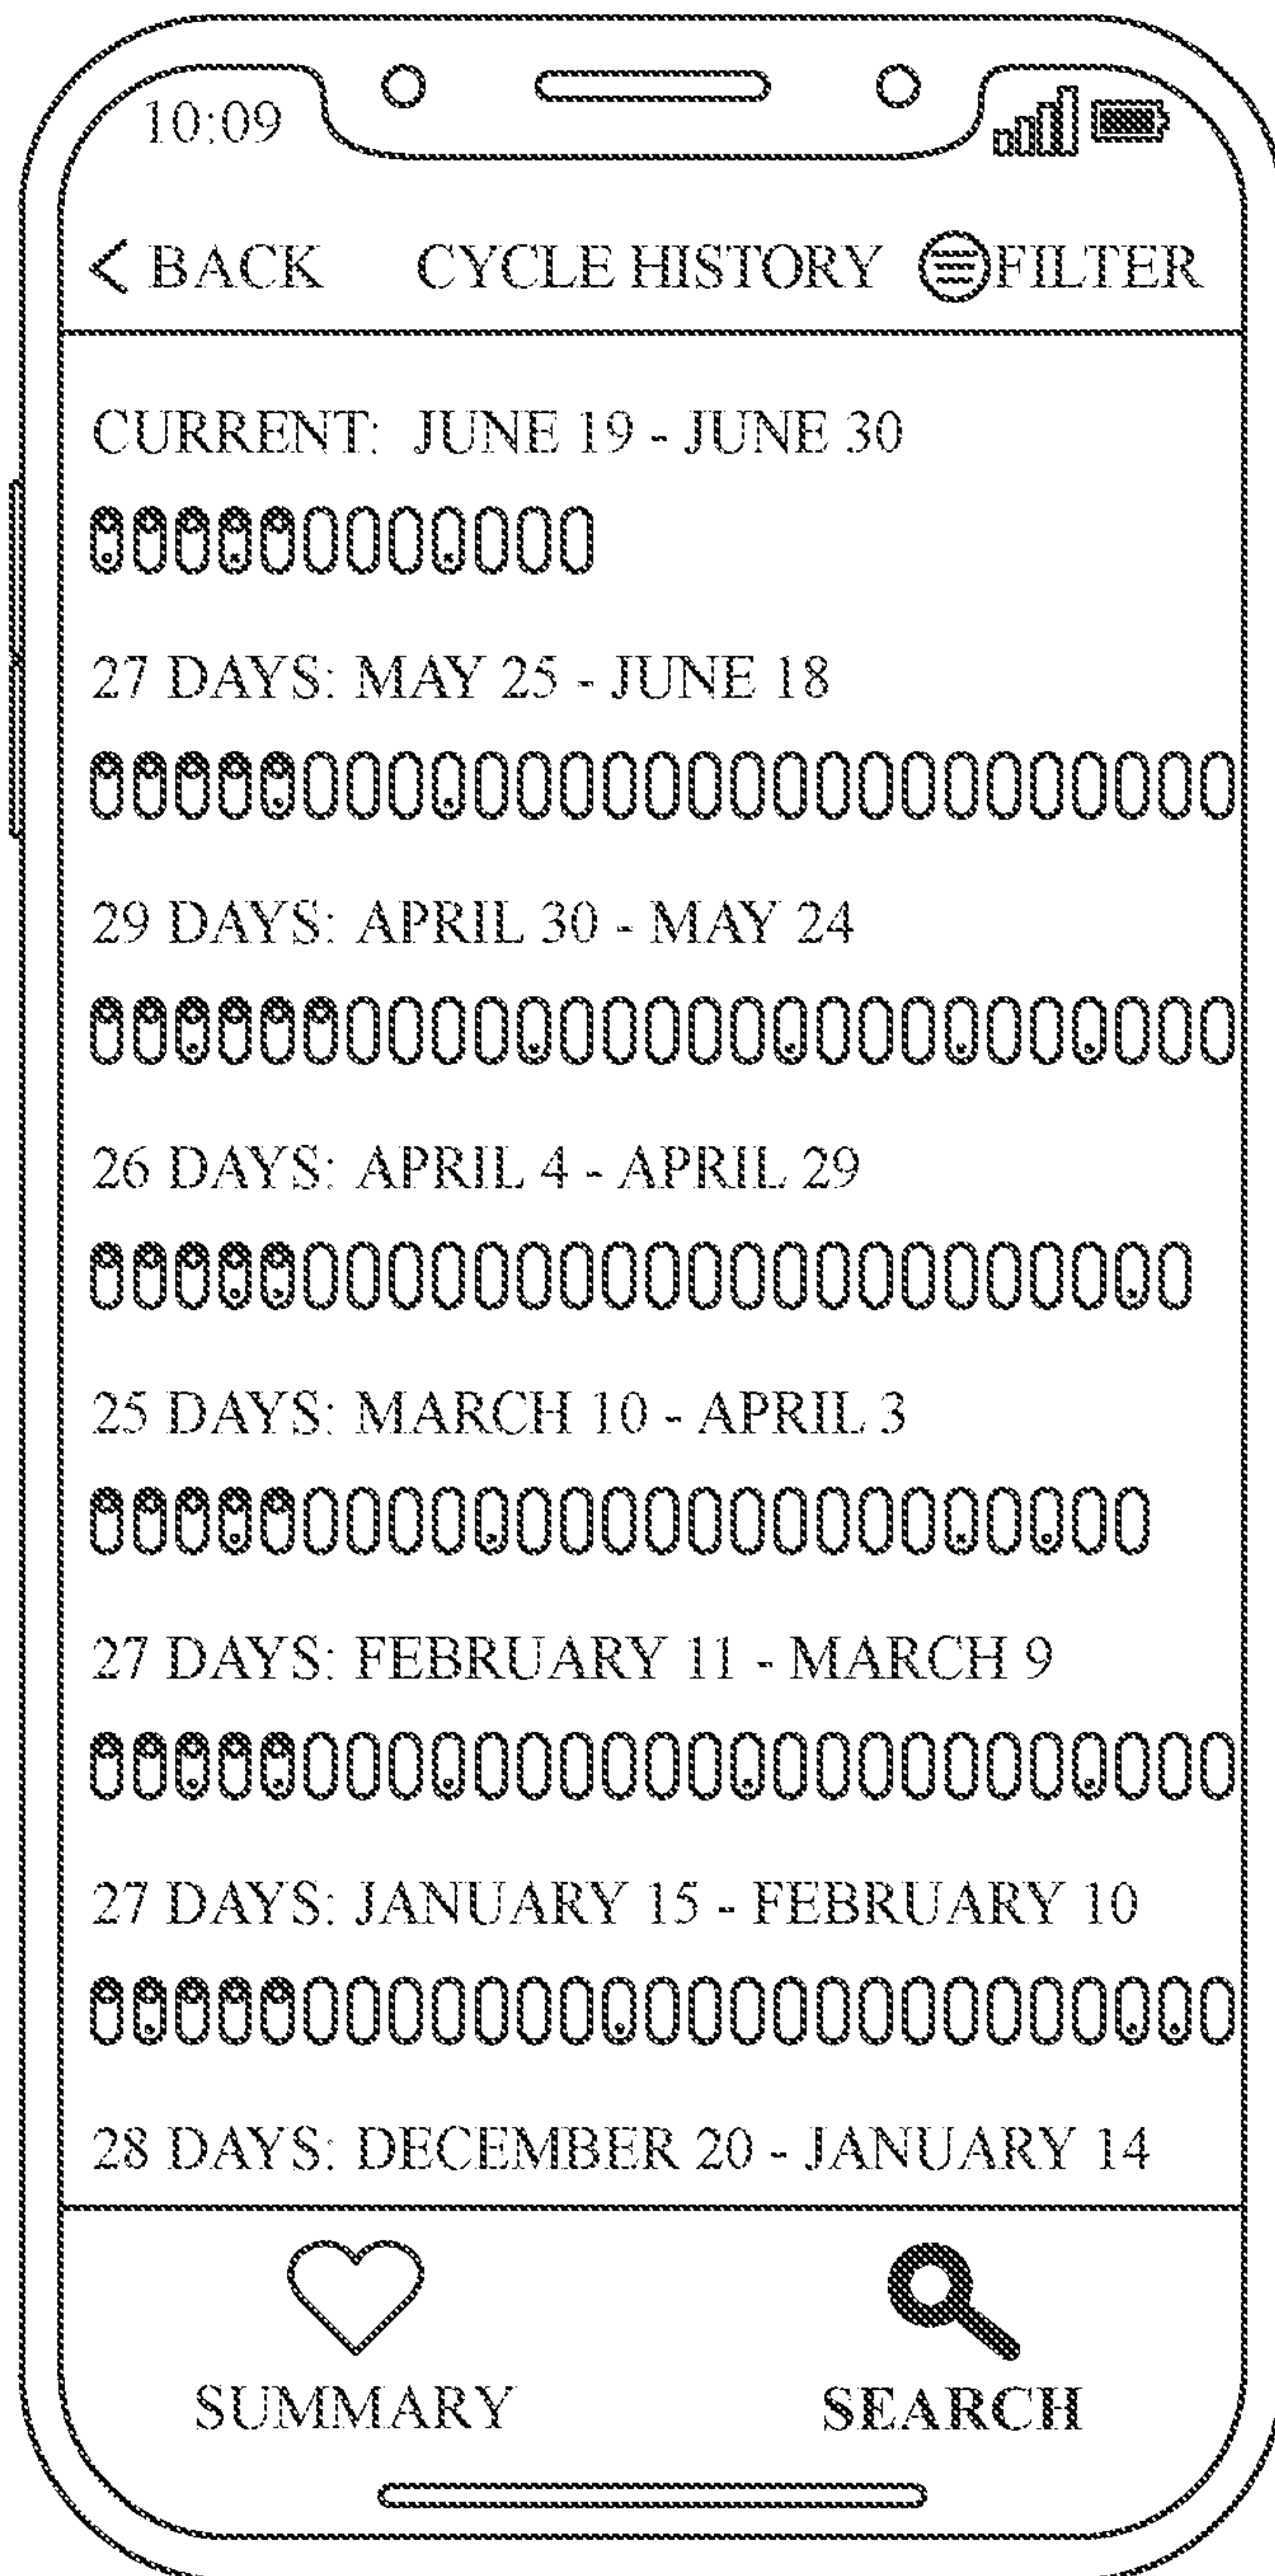 10:09
< BACK CYCLE HISTORY FILTER
CURRENT: JUNE 19 - JUNE 30
27 DAYS: MAY 25 - JUNE 18
29 DAYS: APRIL 30 - MAY 24
26 DAYS: APRIL 4 - APRIL 29
25 DAYS: MARCH 10 - APRIL 3
27 DAYS: FEBRUARY 11 - MARCH 9
27 DAYS: JANUARY 15 - FEBRUARY 10
28 DAYS: DECEMBER 20 - JANUARY 14
SUMMARY SEARCH